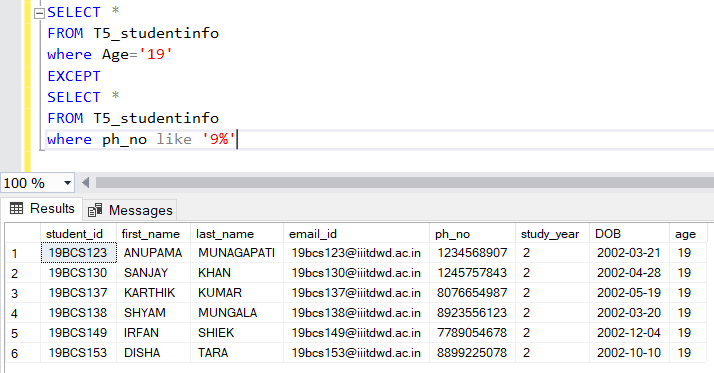 SELECT *
FROM T5_studentinfo
where Age='19'
EXCEPT
SELECT *
FROM T5_studentinfo
where ph_no like '9%'
100 %
Results Messages
student_id first_name last_name email_id ph_no study_year DOB age
1 19BCS123 ANUPAMA MUNAGAPATI 19bcs123@iiitdwd.ac.in 1234568907 2 2002-03-21 19
2 19BCS130 SANJAY KHAN 19bcs130@iiitdwd.ac.in 1245757843 2 2002-04-28 19
3 19BCS137 KARTHIK KUMAR 19bcs137@iiitdwd.ac.in 8076654987 2 2002-05-19 19
4 19BCS138 SHYAM MUNGALA 19bcs138@iiitdwd.ac.in 8923556123 2 2002-03-20 19
5 19BCS149 IRFAN SHIEK 19bcs149@iiitdwd.ac.in 7789054678 2 2002-12-04 19
6 19BCS153 DISHA TARA 19bcs153@iiitdwd.ac.in 8899225078 2 2002-10-10 19